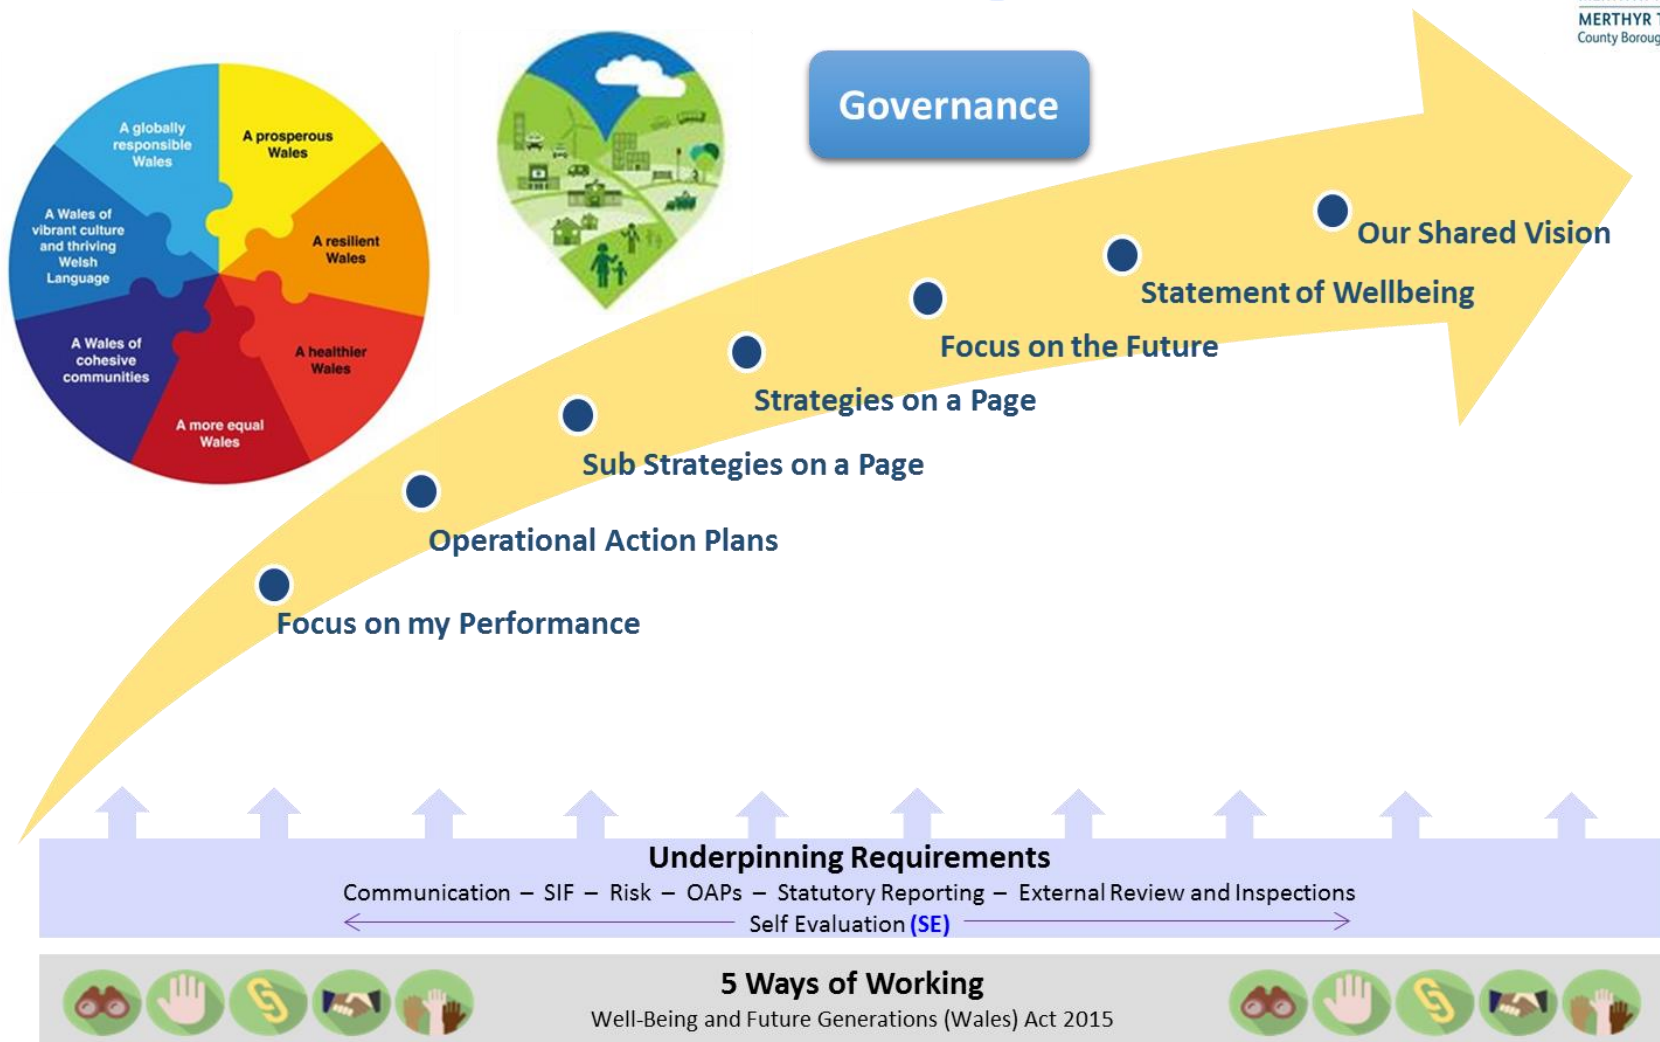 MERTHYR
County Boroug
Governance
A globally
responsible
Wales
A prosperous
Wales
A Wales of
vibrant culture
and thriving
Welsh
Language
A resilient
Wales
A Wales of
cohesive
communities
A healthier
Wales
A more equal
Wales
Our Shared Vision
Statement of Wellbeing
Focus on the Future
Strategies on a Page
Sub Strategies on a Page
Operational Action Plans
Focus on my Performance
Underpinning Requirements
Communication – SIF – Risk – OAPs – Statutory Reporting – External Review and Inspections
Self Evaluation (SE)
5 Ways of Working
Well-Being and Future Generations (Wales) Act 2015